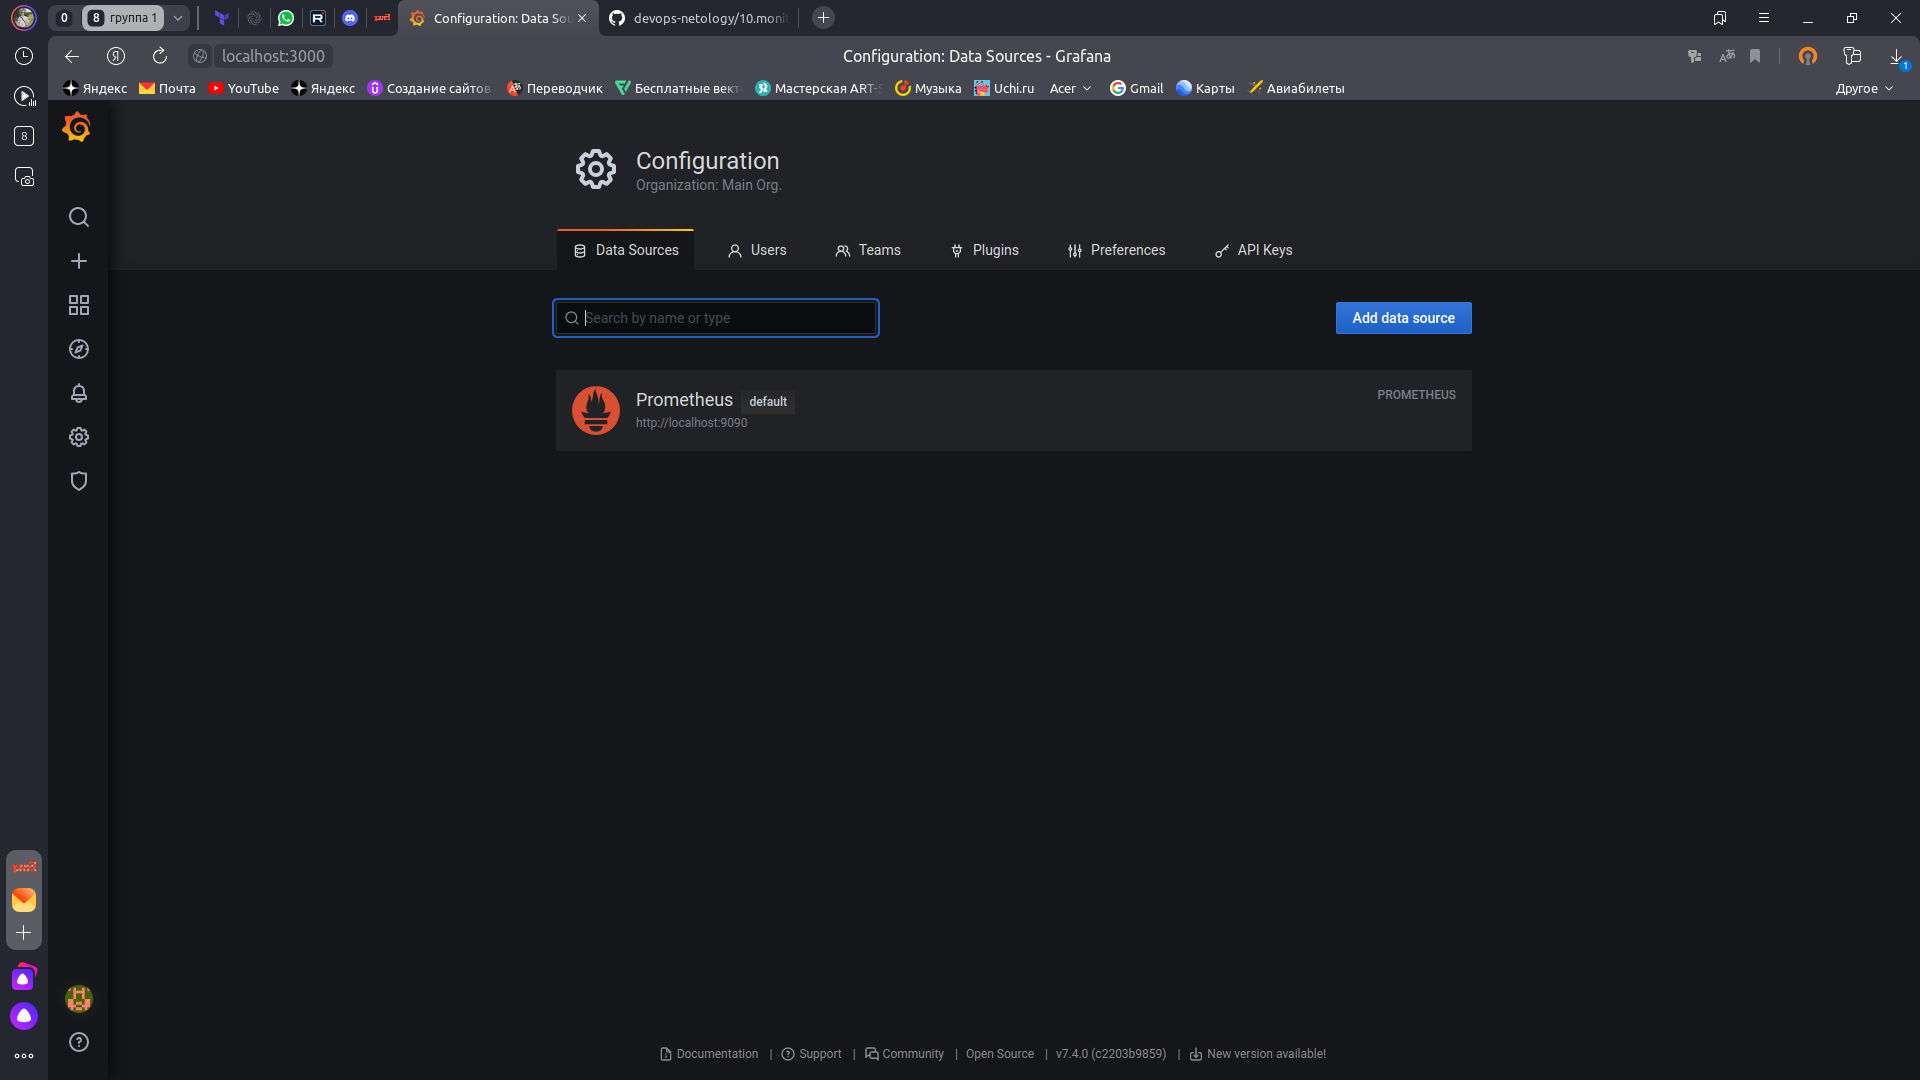 0
8 группа 1
Configuration: Data Sou
devops-netology/10.monit
localhost:3000
Configuration: Data Sources - Grafana
1
Яндекс
Почта
YouTube
Яндекс
Создание сайтов
Переводчик
Бесплатные вект
Мастерская ART-S
Музыка
Uchi.ru
Acer
Gmail
Карты
Авиабилеты
Другое
8
Configuration
Organization: Main Org.
Data Sources
Users
Teams
Plugins
Preferences
API Keys
Search by name or type
Add data source
Prometheus default
PROMETHEUS
http://localhost:9090
Documentation | Support | Community | Open Source | v7.4.0 (c2203b9859) | New version available!